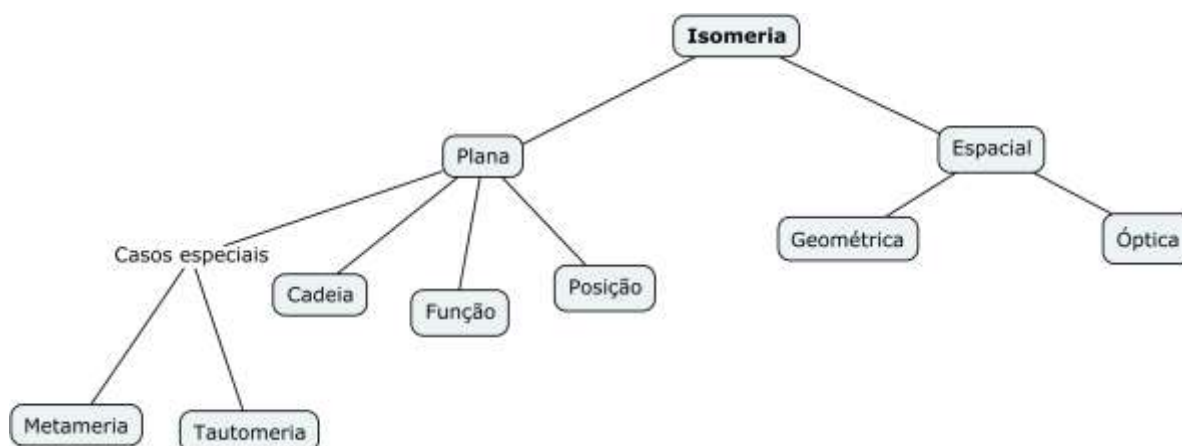 Isomeria
Plana
Espacial
Casos especiais
Cadeia
Função
Posição
Geométrica
Óptica
Metameria
Tautomeria